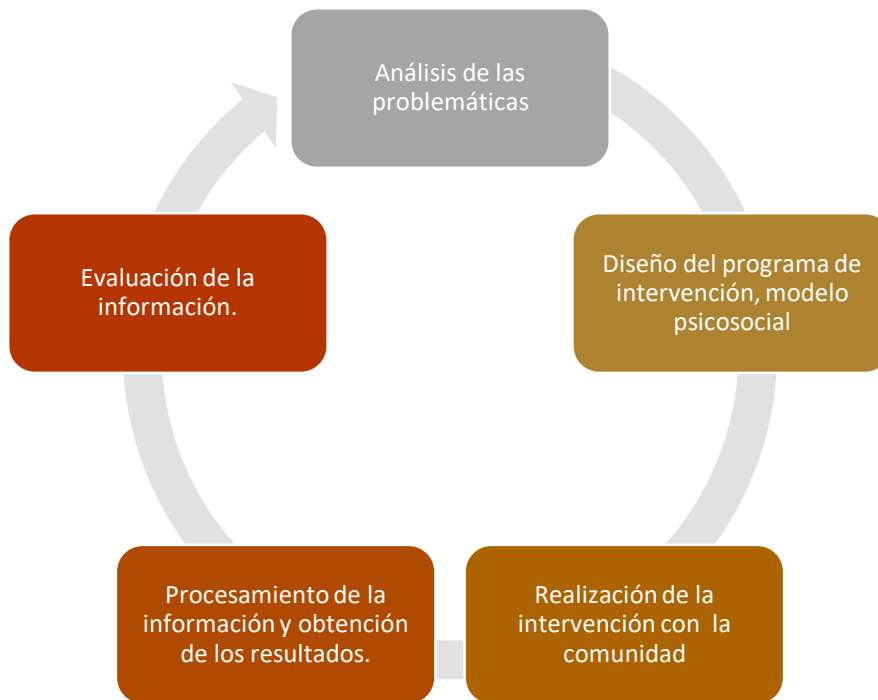 Análisis de las
problemáticas
Diseño del programa de
intervención, modelo
psicosocial
Realización de la
intervención con la
comunidad
Procesamiento de la
información y obtención
de los resultados.
Evaluación de la
información.